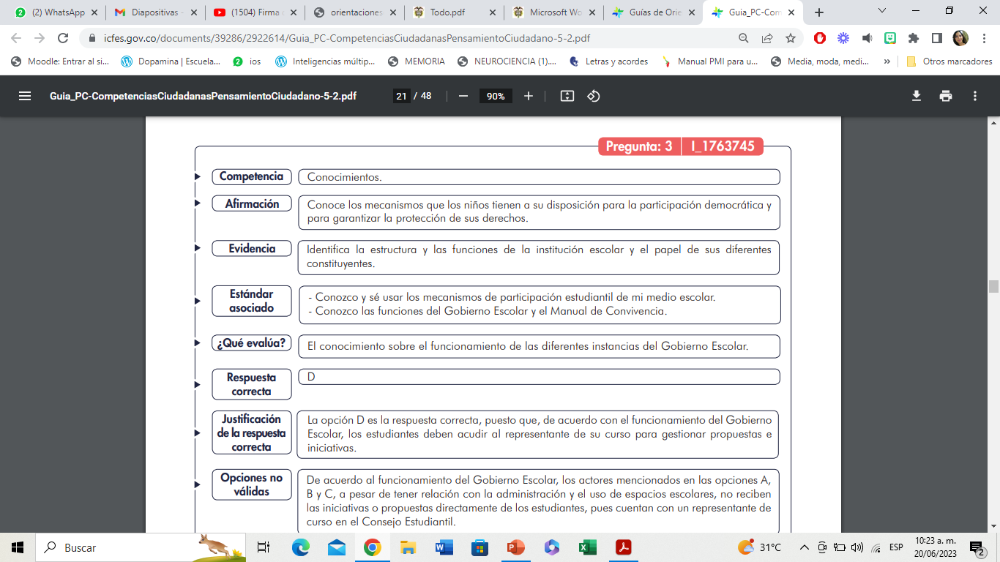 (2) WhatsApp
Diapositivas -
(1504) Firma
orientaciones
Todo.pdf
Microsoft Wo
Guías de Orie
Guia_PC-Com
icfes.gov.co/documents/39286/2922614/Guia_PC-CompetenciasCiudadanasPensamientoCiudadano-5-2.pdf
Moodle: Entrar al si...
Dopamina | Escuela...
2 ios
Inteligencias múltip...
MEMORIA
NEUROCIENCIA (1)....
Letras y acordes
Manual PMI para u...
Media, moda, medi...
»
Otros marcadores
Guia_PC-CompetenciasCiudadanasPensamientoCiudadano-5-2.pdf
21 / 48
90%
Pregunta: 3 I_1763745
Competencia
Conocimientos.
Afirmación
Conoce los mecanismos que los niños tienen a su disposición para la participación democrática y
para garantizar la protección de sus derechos.
Evidencia
Identifica la estructura y las funciones de la institución escolar y el papel de sus diferentes
constituyentes.
Estándar
asociado
- Conozco y sé usar los mecanismos de participación estudiantil de mi medio escolar.
- Conozco las funciones del Gobierno Escolar y el Manual de Convivencia.
¿Qué evalúa?
El conocimiento sobre el funcionamiento de las diferentes instancias del Gobierno Escolar.
Respuesta
correcta
D
Justificación
de la respuesta
correcta
La opción D es la respuesta correcta, puesto que, de acuerdo con el funcionamiento del Gobierno
Escolar, los estudiantes deben acudir al representante de su curso para gestionar propuestas e
iniciativas.
Opciones no
válidas
De acuerdo al funcionamiento del Gobierno Escolar, los actores mencionados en las opciones A,
B y C, a pesar de tener relación con la administración y el uso de espacios escolares, no reciben
las iniciativas o propuestas directamente de los estudiantes, pues cuentan con un representante de
curso en el Consejo Estudiantil.
Buscar
31°C
ESP
10:23 a. m.
20/06/2023
2